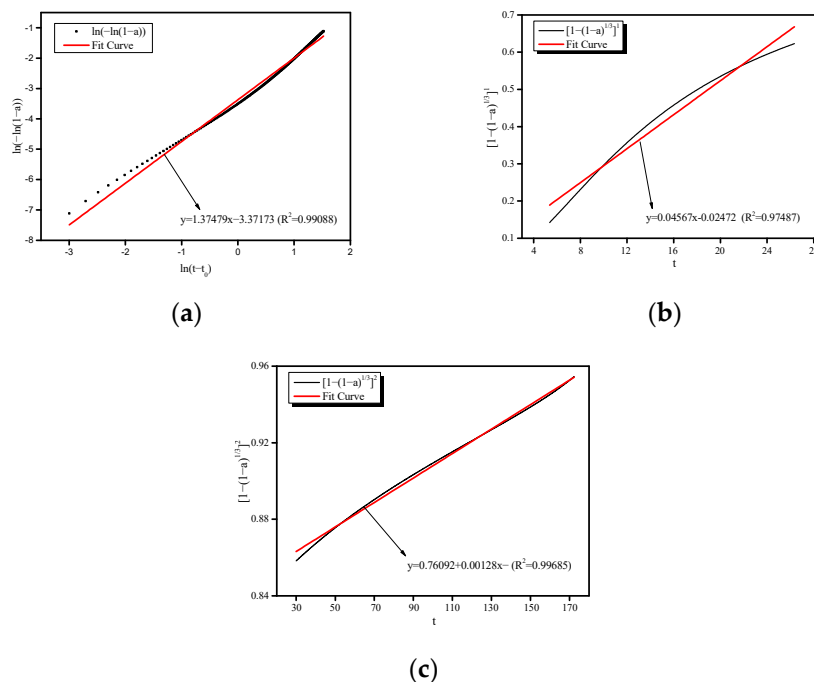 ln(−ln(1−a))
Fit Curve
-1
-2
-3
-4
-5
-6
-7
-8
ln(−ln(1−a))
y=1.37479x−3.37173 (R²=0.99088)
-3 -2 -1 0 1 2
ln(t−t₀)
(a)
[1−(1−a)^1/3]^1
Fit Curve
0.7
0.6
0.5
0.4
0.3
0.2
0.1
[1−(1−a)^1/3]^1
y=0.04567x-0.02472 (R²=0.97487)
4 8 12 16 20 24 28
t
(b)
[1−(1−a)^1/3]^2
Fit Curve
0.96
0.92
0.88
0.84
[1−(1−a)^1/3]^2
y=0.76092+0.00128x− (R²=0.99685)
30 50 70 90 110 130 150 170
t
(c)